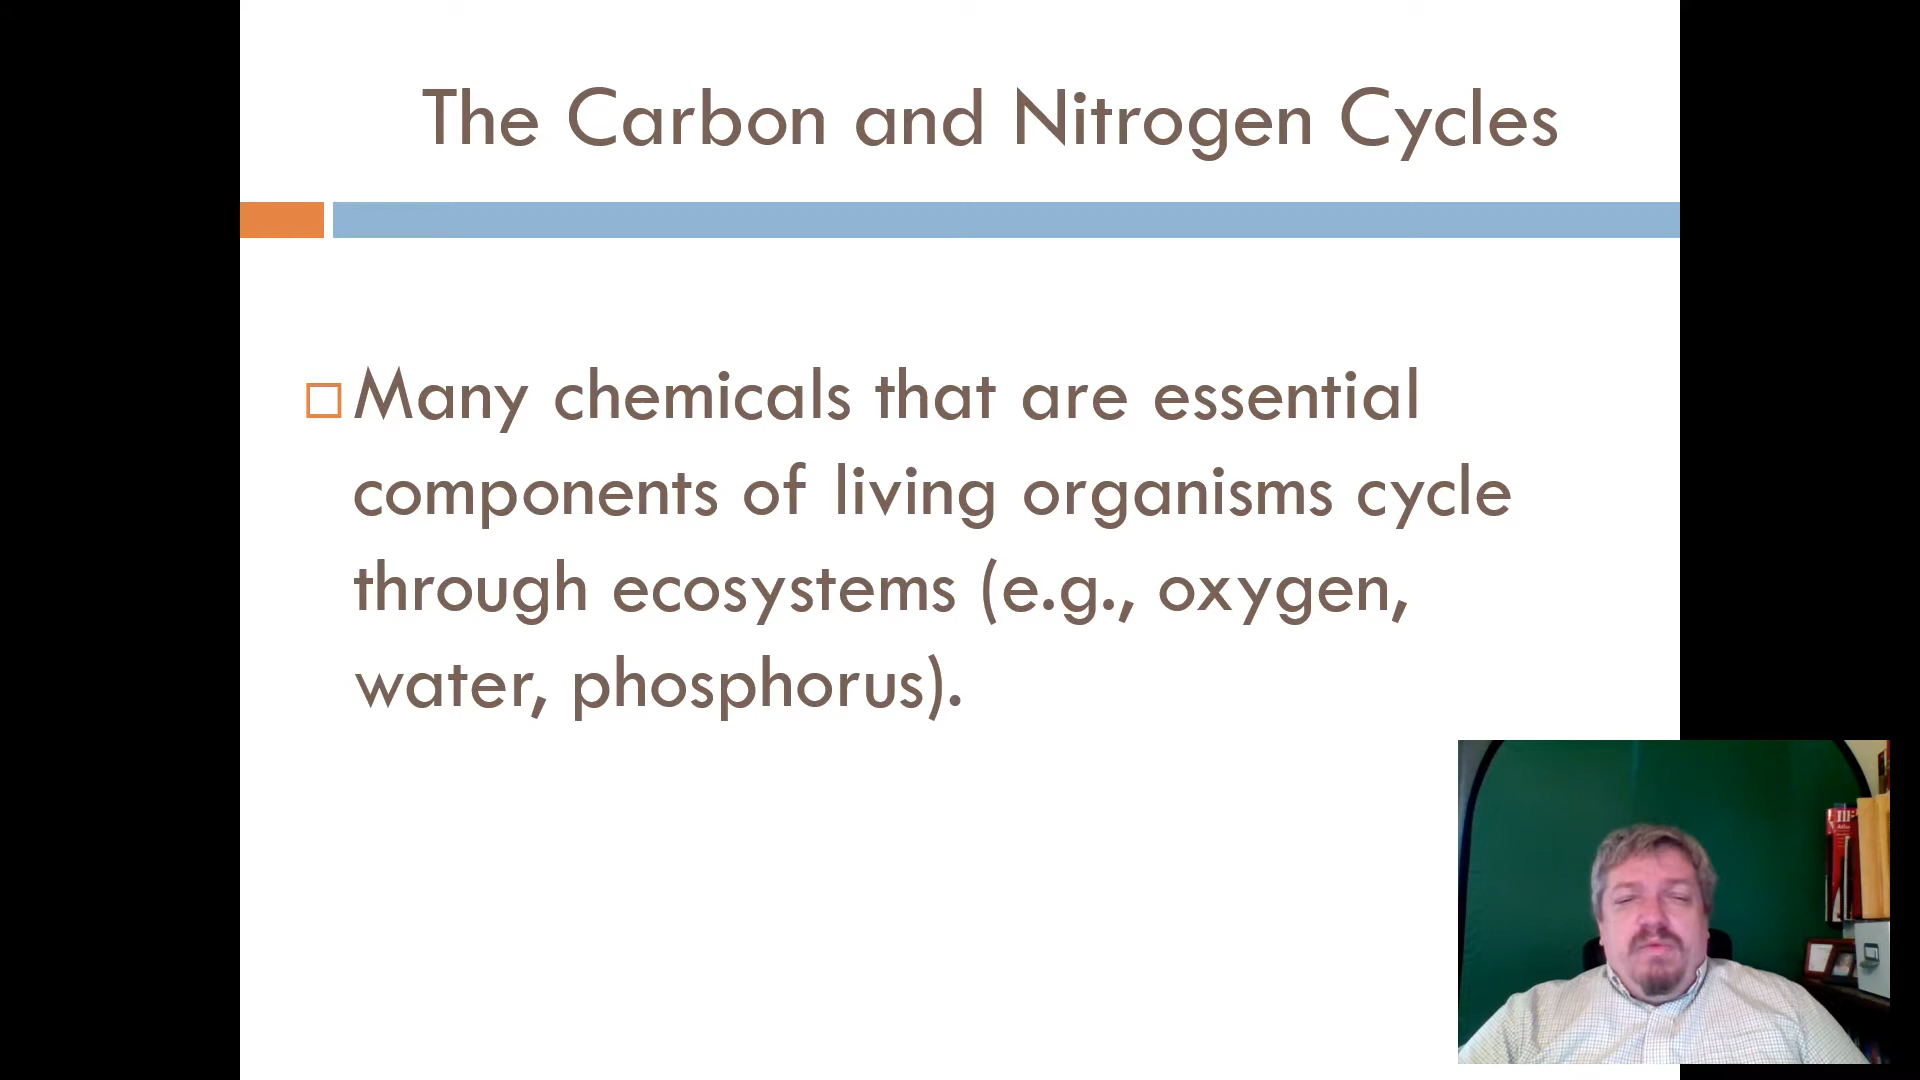 The Carbon and Nitrogen Cycles
Many chemicals that are essential
components of living organisms cycle
through ecosystems (e.g., oxygen,
water, phosphorus).